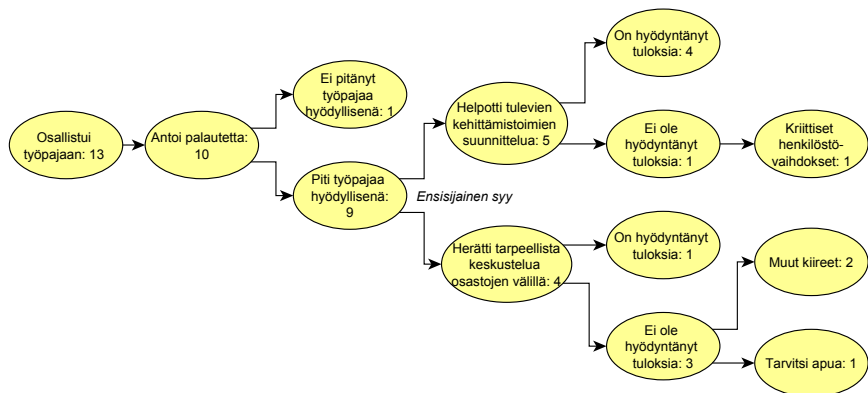 Osallistui
työpajaan: 13
Antoi palautetta:
10
Ei pitänyt
työpajaa
hyödyllisenä: 1
Piti työpajaa
hyödyllisenä:
9
Ensisijainen syy
Helpotti tulevien
kehittämistoimien
suunnittelua: 5
On hyödyntänyt
tuloksia: 4
Ei ole
hyödyntänyt
tuloksia: 1
Kriittiset
henkilöstö-
vaihdokset: 1
Herätti tarpeellista
keskustelua
osastojen välillä: 4
On hyödyntänyt
tuloksia: 1
Ei ole
hyödyntänyt
tuloksia: 3
Muut kiireet: 2
Tarvitsi apua: 1